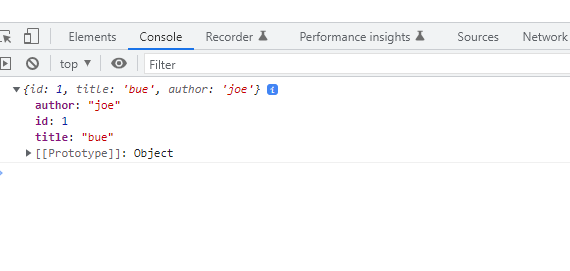 Elements Console Recorder Performance insights Sources Network
top Filter
{id: 1, title: 'bue', author: 'joe'} i
author: "joe"
id: 1
title: "bue"
[[Prototype]]: Object